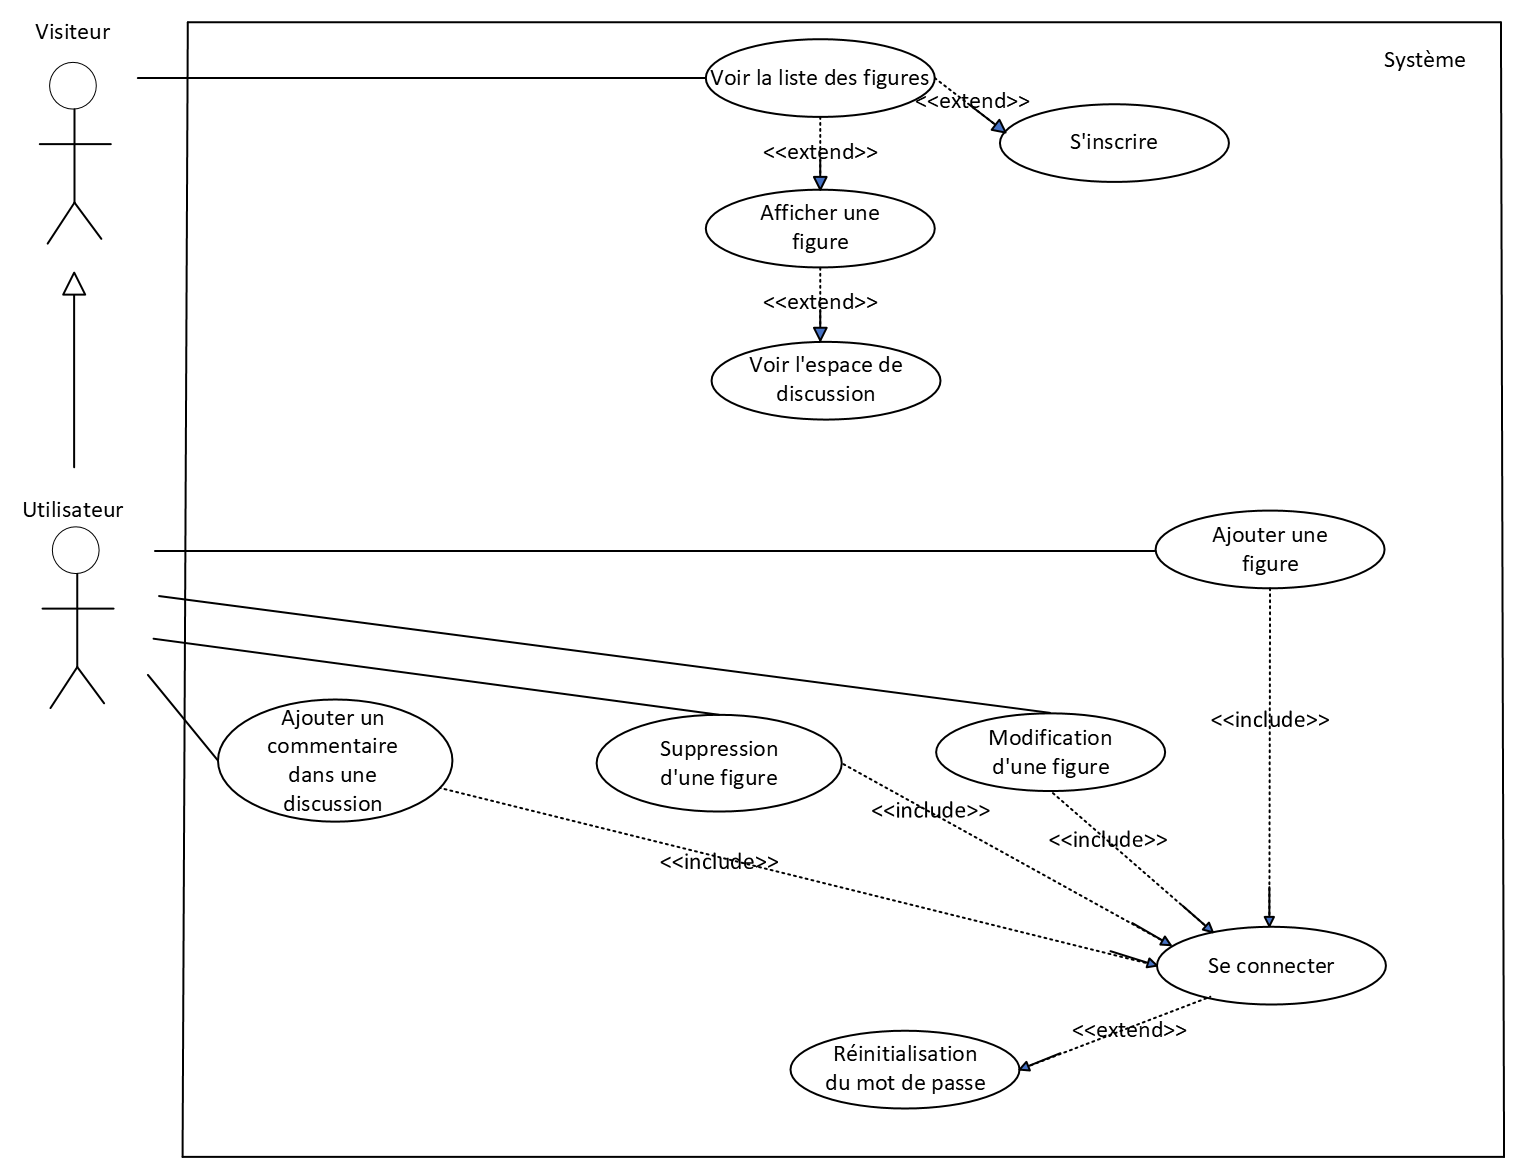 Visiteur
Système
Voir la liste des figures
<<extend>>
S'inscrire
<<extend>>
Afficher une
figure
<<extend>>
Voir l'espace de
discussion
Utilisateur
Ajouter une
figure
<<include>>
Ajouter un
commentaire
dans une
discussion
Suppression
d'une figure
Modification
d'une figure
<<include>>
<<include>>
<<include>>
Se connecter
<<extend>>
Réinitialisation
du mot de passe